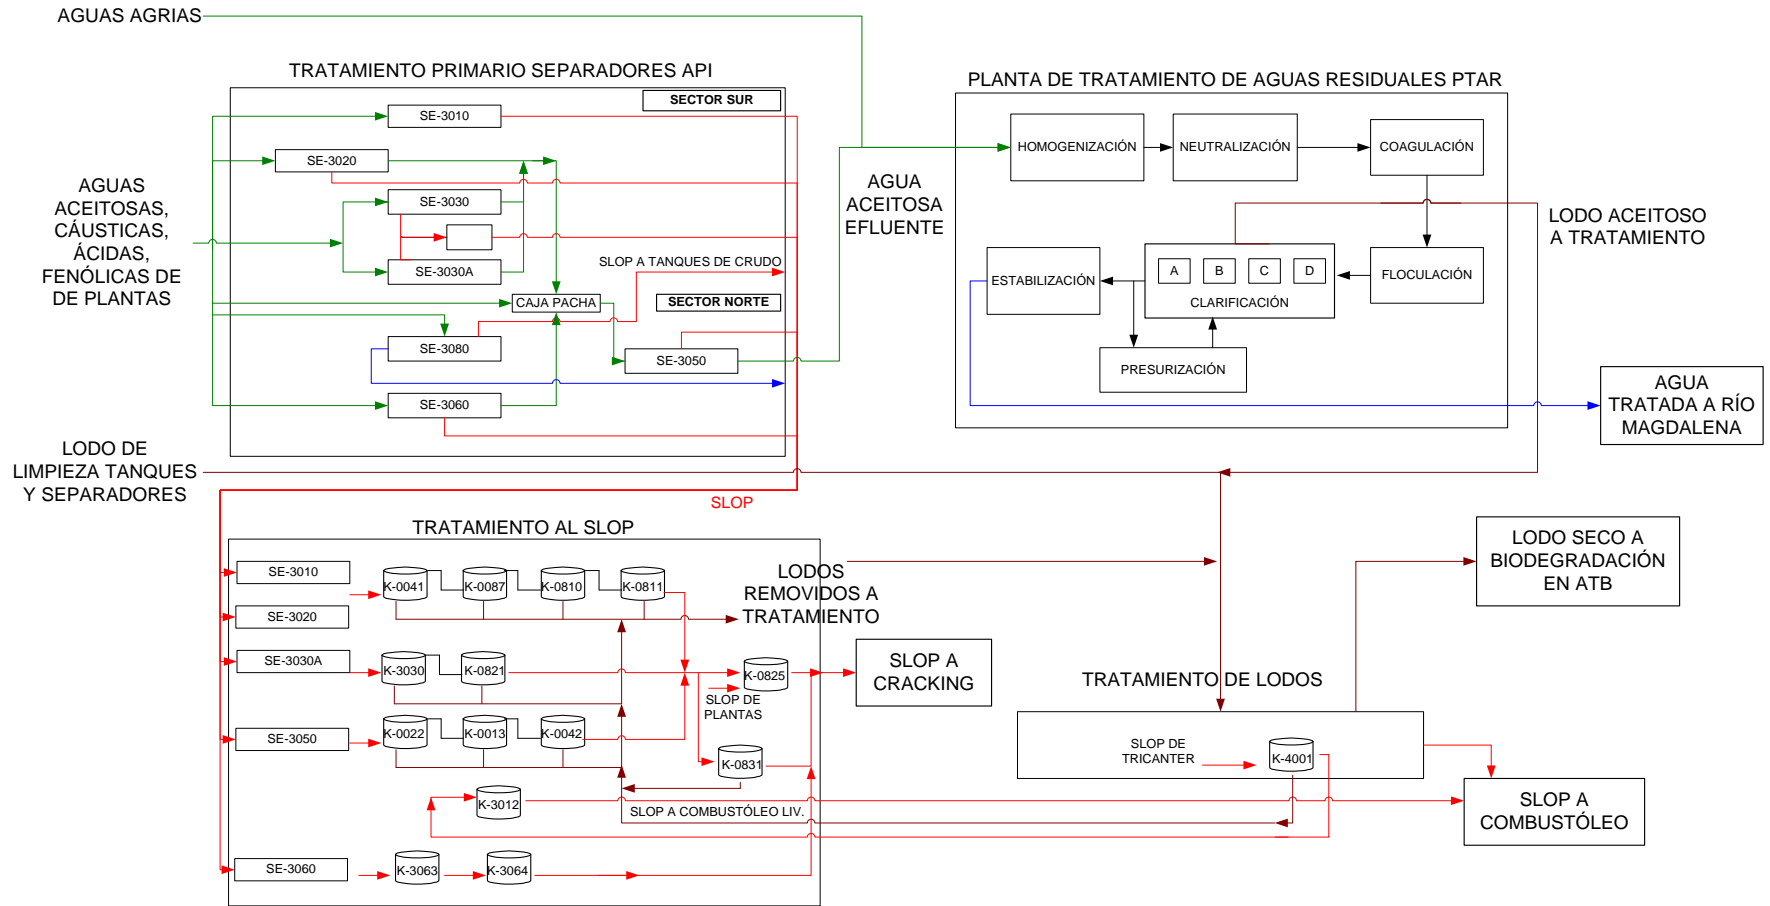 AGUAS AGRIAS
TRATAMIENTO PRIMARIO SEPARADORES API
PLANTA DE TRATAMIENTO DE AGUAS RESIDUALES PTAR
SECTOR SUR
SE-3010
SE-3020
SE-3030
SE-3030A
SLOP A TANQUES DE CRUDO
SECTOR NORTE
CAJA PACHA
SE-3080
SE-3050
SE-3060
AGUAS
ACEITOSAS,
CÁUSTICAS,
ÁCIDAS,
FENÓLICAS DE
DE PLANTAS
AGUA
ACEITOSA
EFLUENTE
HOMOGENIZACIÓN
NEUTRALIZACIÓN
COAGULACIÓN
LODO ACEITOSO
A TRATAMIENTO
ESTABILIZACIÓN
A
B
C
D
CLARIFICACIÓN
FLOCULACIÓN
PRESURIZACIÓN
AGUA
TRATADA A RÍO
MAGDALENA
LODO DE
LIMPIEZA TANQUES
Y SEPARADORES
SLOP
TRATAMIENTO AL SLOP
SE-3010
K-0041
K-0087
K-0810
K-0811
LODOS
REMOVIDOS A
TRATAMIENTO
SE-3020
SE-3030A
K-3030
K-0821
K-0825
SLOP DE
PLANTAS
SLOP A
CRACKING
SE-3050
K-0022
K-0013
K-0042
K-0831
K-3012
SLOP A COMBUSTÓLEO LIV.
SE-3060
K-3063
K-3064
LODO SECO A
BIODEGRADACIÓN
EN ATB
TRATAMIENTO DE LODOS
SLOP DE
TRICANTER
K-4001
SLOP A
COMBUSTÓLEO